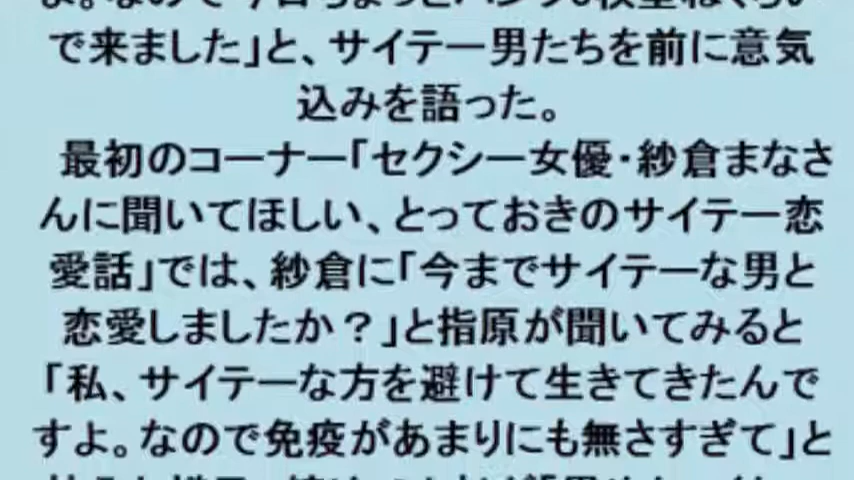 で来ました」と、サイテー男たちを前に意気
込みを語った。
最初のコーナー「セクシー女優・紗倉まなさ
んに聞いてほしい、とっておきのサイテー恋
愛話」では、紗倉に「今までサイテーな男と
恋愛しましたか？」と指原が聞いてみると
「私、サイテーな方を避けて生きてきたんで
すよ。なので免疫があまりにも無さすぎて」と